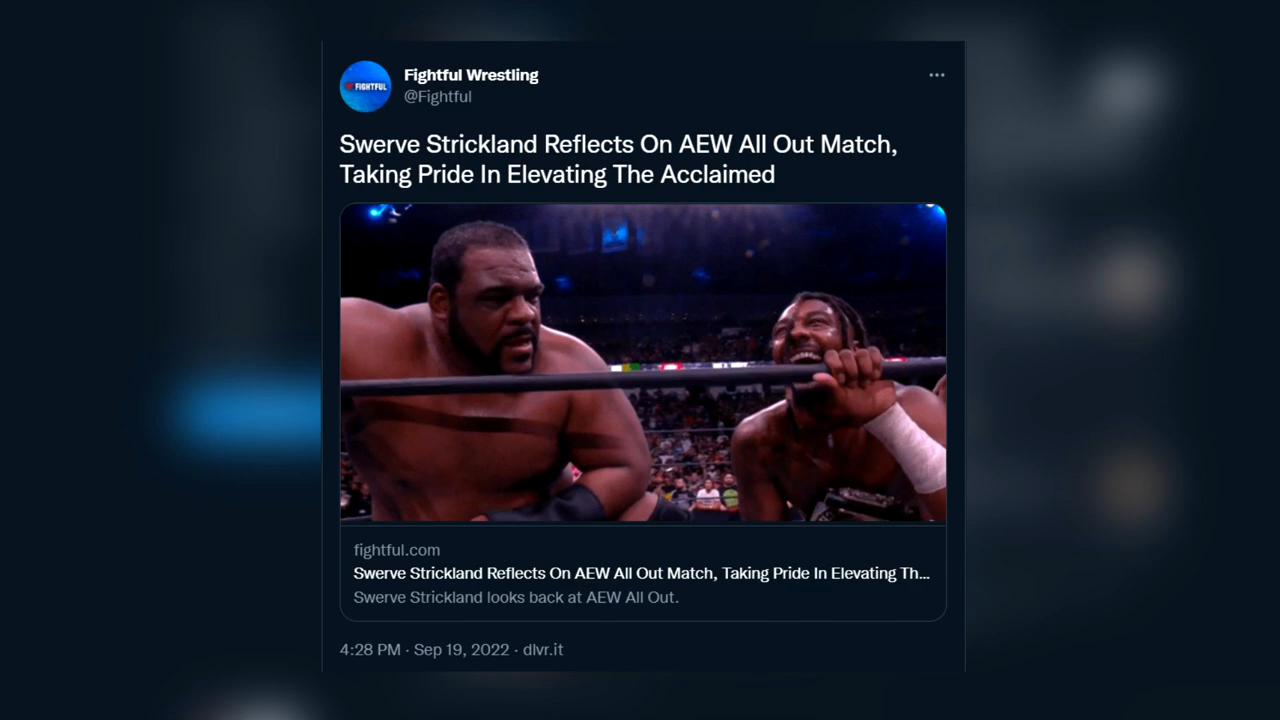 Fightful Wrestling
@Fightful
FIGHTFUL
Swerve Strickland Reflects On AEW All Out Match,
Taking Pride In Elevating The Acclaimed
fightful.com
Swerve Strickland Reflects On AEW All Out Match, Taking Pride In Elevating Th...
Swerve Strickland looks back at AEW All Out.
4:28 PM · Sep 19, 2022 · dlvr.it